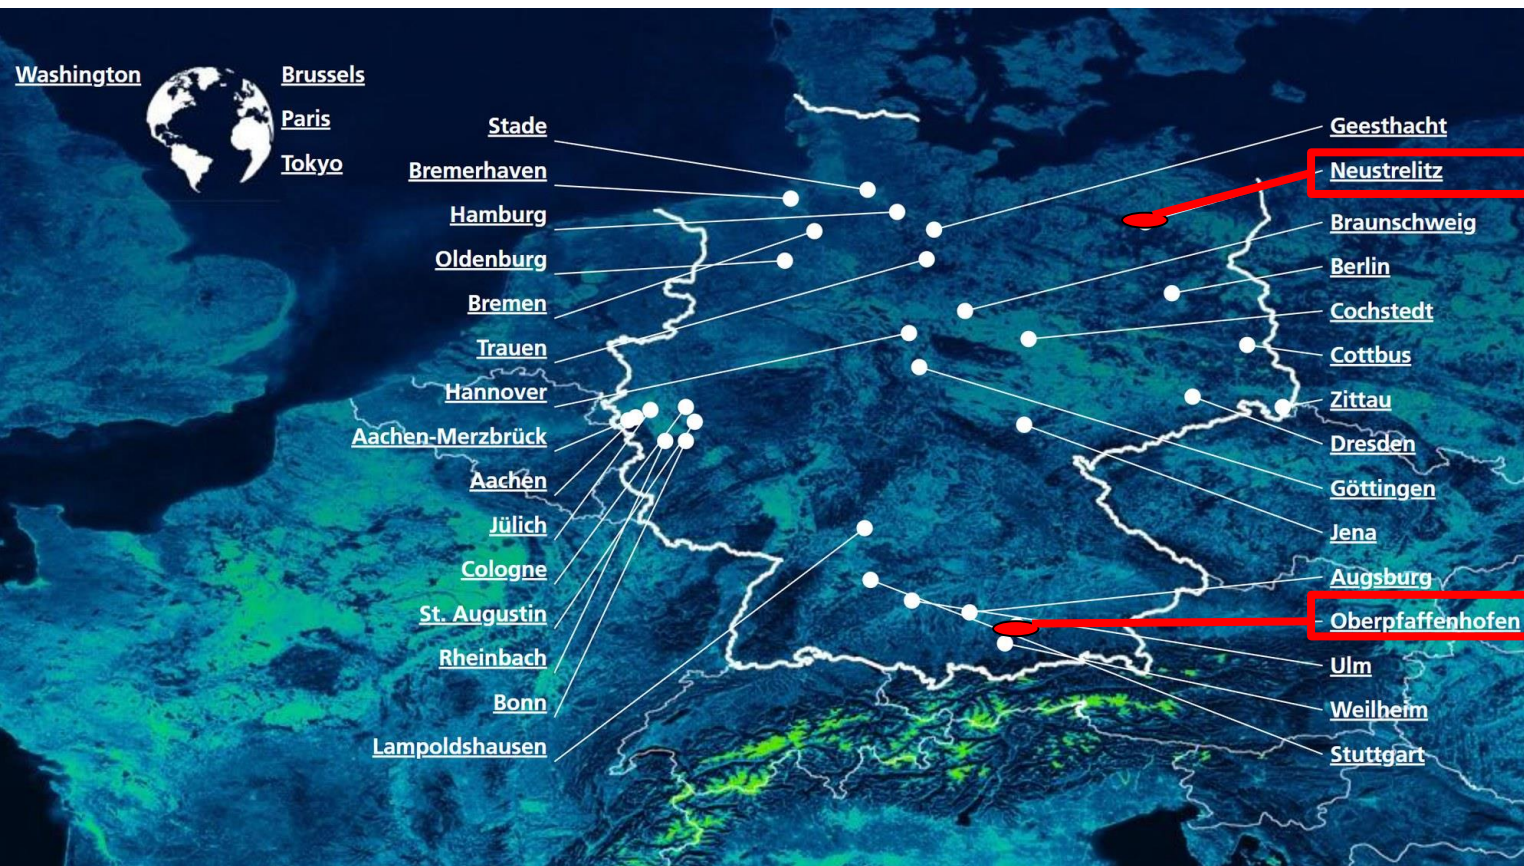 Washington
Brussels
Paris
Tokyo
Stade
Bremerhaven
Hamburg
Oldenburg
Bremen
Trauen
Hannover
Aachen-Merzbrück
Aachen
Jülich
Cologne
St. Augustin
Rheinbach
Bonn
Lampoldshausen
Geesthacht
Neustrelitz
Braunschweig
Berlin
Cochstedt
Cottbus
Zittau
Dresden
Göttingen
Jena
Augsburg
Oberpfaffenhofen
Ulm
Weilheim
Stuttgart